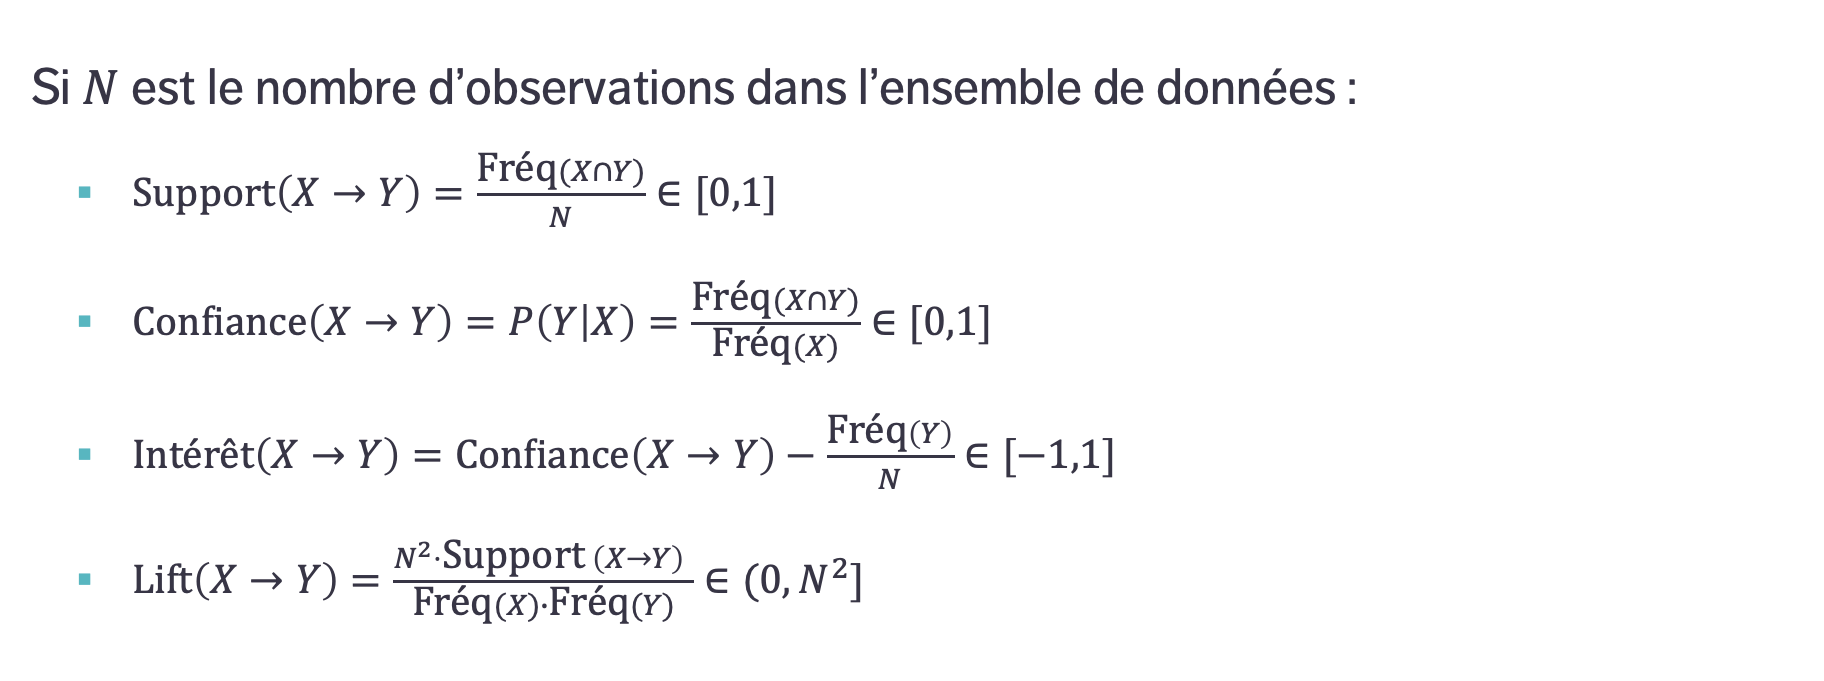 Si N est le nombre d’observations dans l’ensemble de données :
▪ Support(X → Y) = Fréq(X∩Y)/N ∈ [0,1]
▪ Confiance(X → Y) = P(Y|X) = Fréq(X∩Y)/Fréq(X) ∈ [0,1]
▪ Intérêt(X → Y) = Confiance(X → Y) − Fréq(Y)/N ∈ [−1,1]
▪ Lift(X → Y) = N²·Support (X→Y)/Fréq(X)·Fréq(Y) ∈ (0, N²]